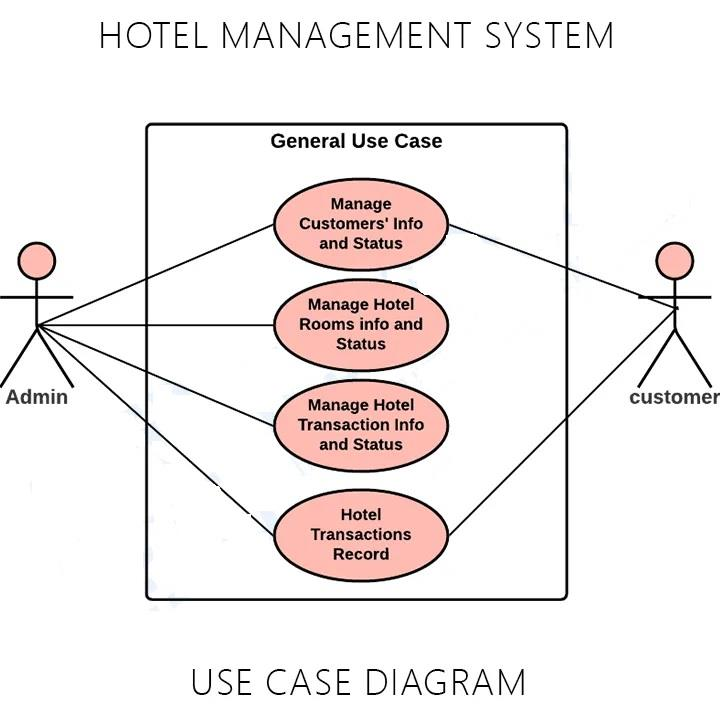 HOTEL MANAGEMENT SYSTEM
General Use Case
Manage
Customers' Info
and Status
Manage Hotel
Rooms info and
Status
Admin
customer
Manage Hotel
Transaction Info
and Status
Hotel
Transactions
Record
USE CASE DIAGRAM